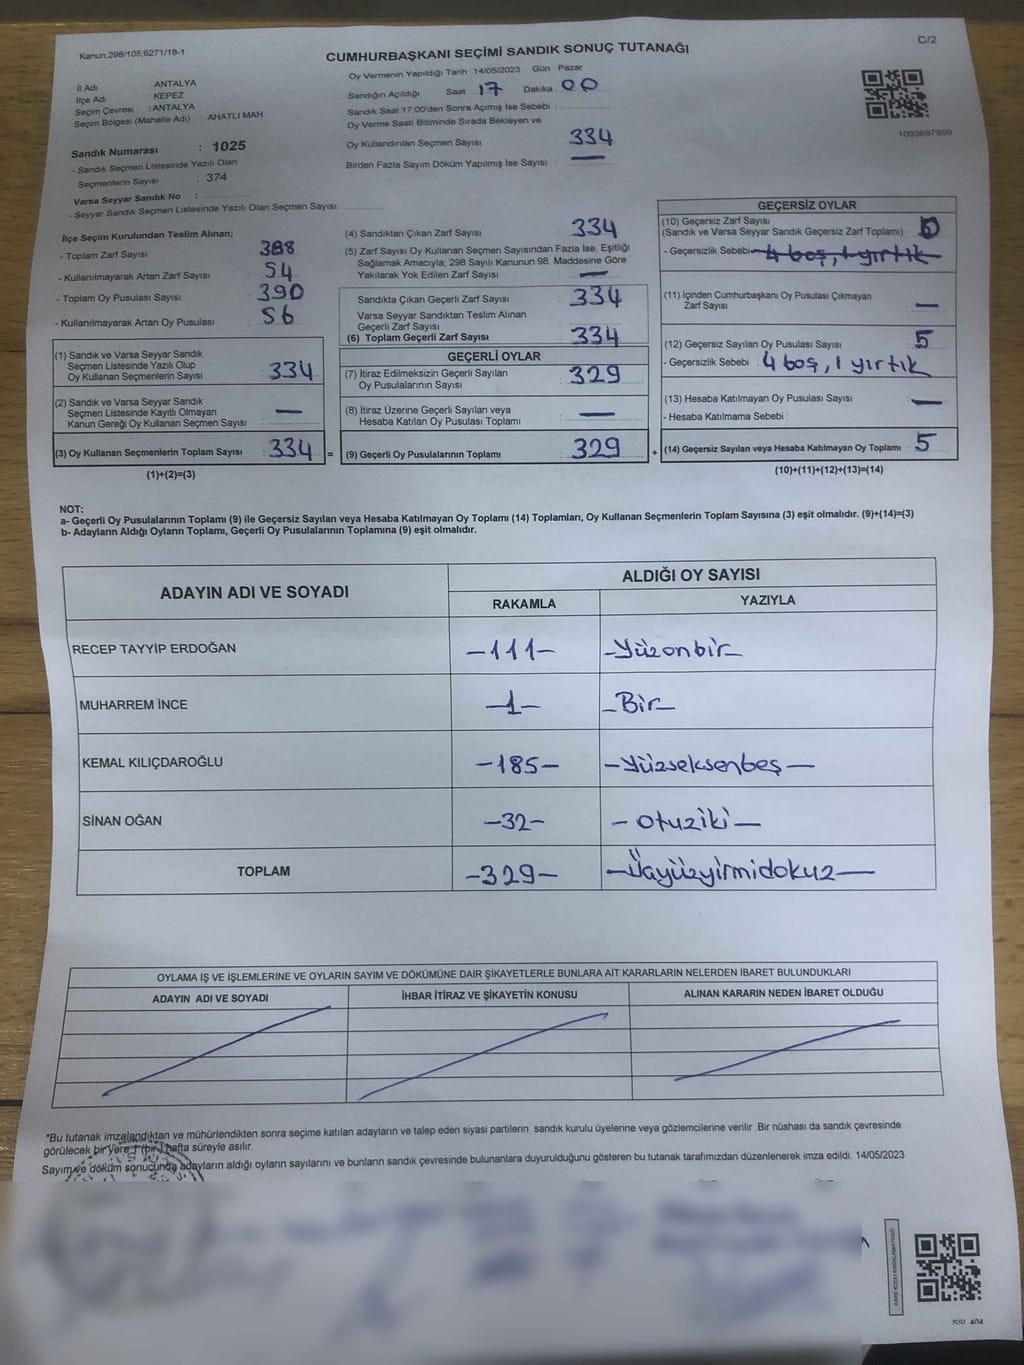 Kanun.298/105;6271/18-1
C/2
CUMHURBAŞKANI SEÇİMİ SANDIK SONUÇ TUTANAĞI
İl Adı : ANTALYA
İlçe Adı : KEPEZ
Seçim Çevresi : ANTALYA
Seçim Bölgesi (Mahalle Adı) AHATLI MAH
Sandık Numarası : 1025
- Sandık Seçmen Listesinde Yazılı Olan
Seçmenlerin Sayısı : 374
Varsa Seyyar Sandık No :
- Seyyar Sandık Seçmen Listesinde Yazılı Olan Seçmen Sayısı:
Oy Vermenin Yapıldığı Tarih 14/05/2023 Gün Pazar
Sandığın Açıldığı Saat 17 Dakika 00
Sandık Saat 17:00'den Sonra Açımış İse Sebebi :
Oy Verme Saati Bitiminde Sırada Bekleyen ve
Oy Kullandırılan Seçmen Sayısı : 334
Birden Fazla Sayım Döküm Yapılmış İse Sayısı : —
1093697959
İlçe Seçim Kurulundan Teslim Alınan;
- Toplam Zarf Sayısı : 388
- Kullanılmayarak Artan Zarf Sayısı : 54
- Toplam Oy Pusulası Sayısı : 390
- Kullanılmayarak Artan Oy Pusulası : 56
(1) Sandık ve Varsa Seyyar Sandık
Seçmen Listesinde Yazılı Olup
Oy Kullanan Seçmenlerin Sayısı : 334
(2) Sandık ve Varsa Seyyar Sandık
Seçmen Listesinde Kayıtlı Olmayan
Kanun Gereği Oy Kullanan Seçmen Sayısı : —
(3) Oy Kullanan Seçmenlerin Toplam Sayısı : 334 =
(1)+(2)=(3)
(4) Sandıktan Çıkan Zarf Sayısı : 334
(5) Zarf Sayısı Oy Kullanan Seçmen Sayısından Fazla İse, Eşitliği
Sağlamak Amacıyla; 298 Sayılı Kanunun 98. Maddesine Göre
Yakılarak Yok Edilen Zarf Sayısı : —
Sandıkta Çıkan Geçerli Zarf Sayısı : 334
Varsa Seyyar Sandıktan Teslim Alınan
Geçerli Zarf Sayısı :
(6) Toplam Geçerli Zarf Sayısı : 334
GEÇERLİ OYLAR
(7) İtiraz Edilmeksizin Geçerli Sayılan
Oy Pusulalarının Sayısı : 329
(8) İtiraz Üzerine Geçerli Sayılan veya
Hesaba Katılan Oy Pusulası Toplamı : —
(9) Geçerli Oy Pusulalarının Toplamı : 329 +
GEÇERSİZ OYLAR
(10) Geçersiz Zarf Sayısı
(Sandık ve Varsa Seyyar Sandık Geçersiz Zarf Toplamı) :
- Geçersizlik Sebebi : 4 boş, 1 yırtık
(11) İçinden Cumhurbaşkanı Oy Pusulası Çıkmayan
Zarf Sayısı : —
(12) Geçersiz Sayılan Oy Pusulası Sayısı : 5
- Geçersizlik Sebebi : 4 boş, 1 yırtık
(13) Hesaba Katılmayan Oy Pusulası Sayısı : —
- Hesaba Katılmama Sebebi :
(14) Geçersiz Sayılan veya Hesaba Katılmayan Oy Toplamı : 5
(10)+(11)+(12)+(13)=(14)
NOT:
a- Geçerli Oy Pusulalarının Toplamı (9) ile Geçersiz Sayılan veya Hesaba Katılmayan Oy Toplamı (14) Toplamları, Oy Kullanan Seçmenlerin Toplam Sayısına (3) eşit olmalıdır. (9)+(14)=(3)
b- Adayların Aldığı Oyların Toplamı, Geçerli Oy Pusulalarının Toplamına (9) eşit olmalıdır.
ADAYIN ADI VE SOYADI ALDIĞI OY SAYISI
RAKAMLA YAZIYLA
RECEP TAYYİP ERDOĞAN -111- -Yüzonbir-
MUHARREM İNCE -1- -Bir-
KEMAL KILIÇDAROĞLU -185- -Yüzseksenbeş-
SİNAN OĞAN -32- -otuziki-
TOPLAM -329- -Üçyüzyirmidokuz-
OYLAMA İŞ VE İŞLEMLERİNE VE OYLARIN SAYIM VE DÖKÜMÜNE DAİR ŞİKAYETLERLE BUNLARA AİT KARARLARIN NELERDEN İBARET BULUNDUKLARI
ADAYIN ADI VE SOYADI İHBAR İTİRAZ VE ŞİKAYETİN KONUSU ALINAN KARARIN NEDEN İBARET OLDUĞU
*Bu tutanak imzalandıktan ve mühürlendikten sonra seçime katılan adayların ve talep eden siyasi partilerin sandık kurulu üyelerine veya gözlemcilerine verilir .Bir nüshası da sandık çevresinde
görülecek bir yere 1 (bir) hafta süreyle asılır.
Sayım ve döküm sonucunda adayların aldığı oyların sayılarını ve bunların sandık çevresinde bulunanlara duyurulduğunu gösteren bu tutanak tarafımızdan düzenlenerek imza edildi. 14/05/2023